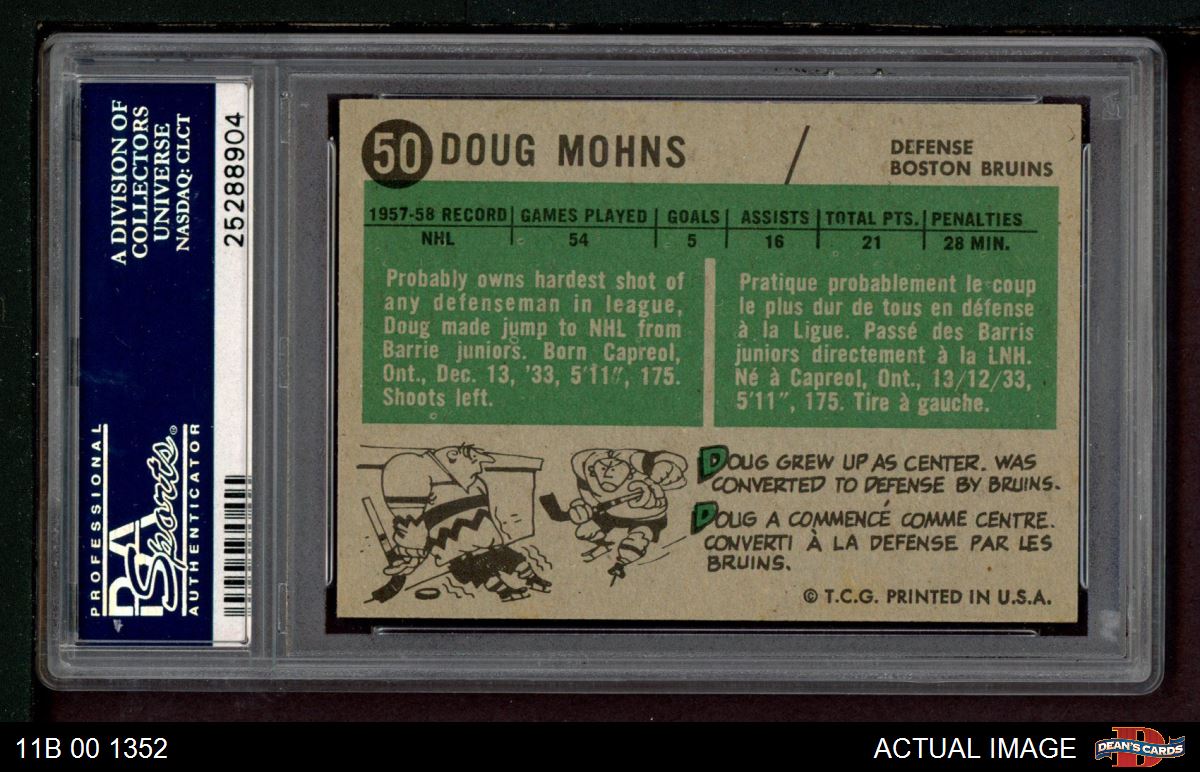 A DIVISION OF
COLLECTORS
UNIVERSE
NASDAQ: CLCT
25288904
PROFESSIONAL
PSA
Sports®
AUTHENTICATOR
50 DOUG MOHNS
DEFENSE
BOSTON BRUINS
1957-58 RECORD GAMES PLAYED GOALS ASSISTS TOTAL PTS. PENALTIES
NHL 54 5 16 21 28 MIN.
Probably owns hardest shot of
any defenseman in league,
Doug made jump to NHL from
Barrie juniors. Born Capreol,
Ont., Dec. 13, '33, 5'11", 175.
Shoots left.
Pratique probablement le coup
le plus dur de tous en défense
à la Ligue. Passé des Barris
juniors directement à la LNH.
Né à Capreol, Ont., 13/12/33,
5'11", 175. Tire à gauche.
DOUG GREW UP AS CENTER. WAS
CONVERTED TO DEFENSE BY BRUINS.
DOUG A COMMENCÉ COMME CENTRE.
CONVERTI À LA DEFENSE PAR LES
BRUINS.
© T.C.G. PRINTED IN U.S.A.
11B 00 1352
ACTUAL IMAGE
D
DEAN'S CARDS